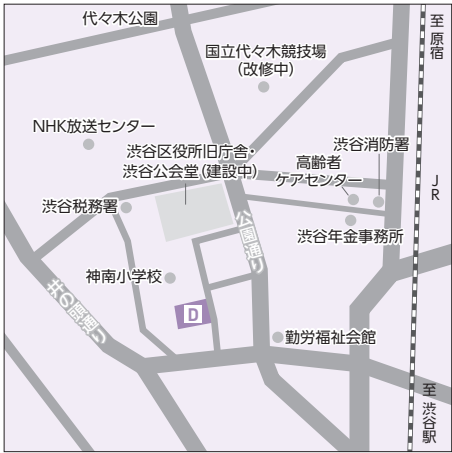 代々木公園
至 原宿
国立代々木競技場
(改修中)
NHK放送センター
渋谷区役所旧庁舎・
渋谷公会堂(建設中)
渋谷消防署
高齢者
ケアセンター
JR
渋谷税務署
公園通り
渋谷年金事務所
神南小学校
井の頭通り
D
勤労福祉会館
至 渋谷駅